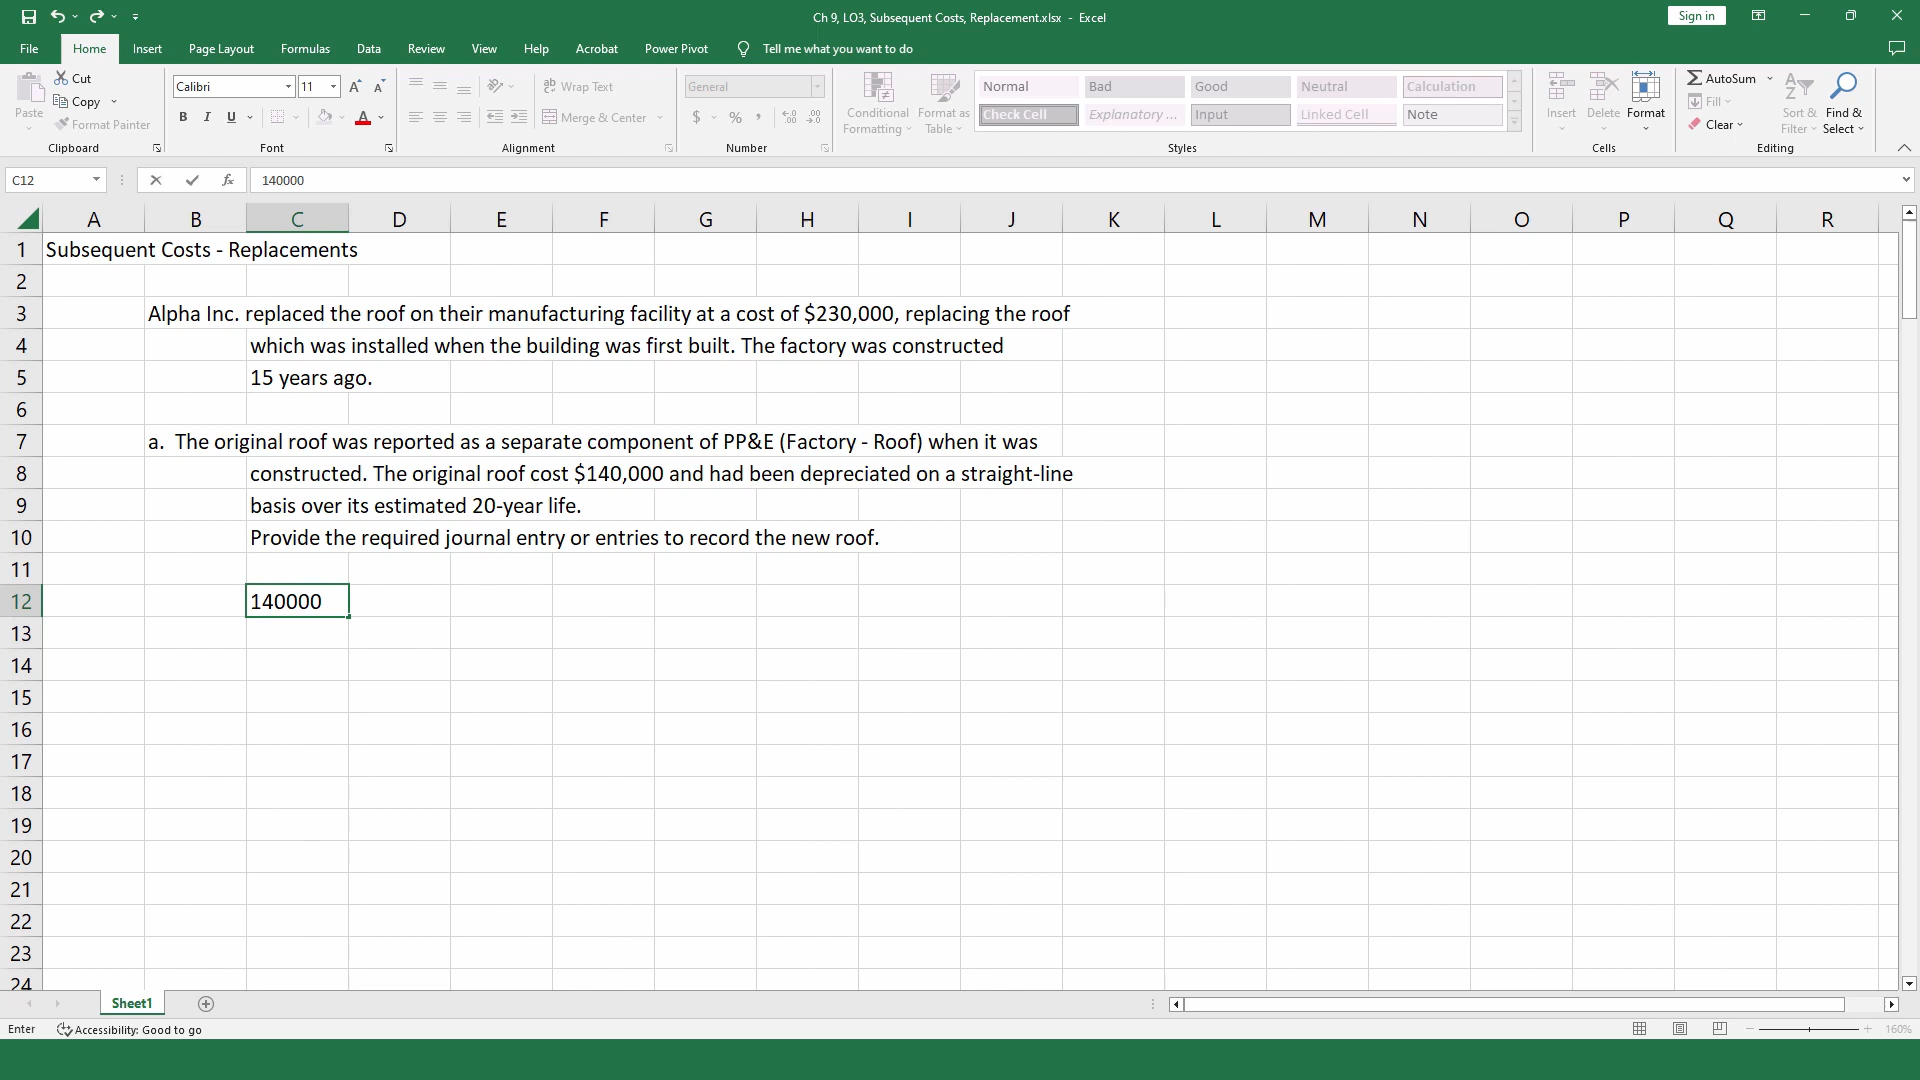 Ch 9, LO3, Subsequent Costs, Replacement.xlsx - Excel
Sign in
File Home Insert Page Layout Formulas Data Review View Help Acrobat Power Pivot Tell me what you want to do
Paste
Cut
Copy
Format Painter
Clipboard
Calibri 11
B I U
Font
Wrap Text
Merge & Center
Alignment
General
$ % ,
Number
Conditional Formatting
Format as Table
Normal Bad Good Neutral Calculation
Check Cell Explanatory ... Input Linked Cell Note
Styles
Insert Delete Format
Cells
AutoSum
Fill
Clear
Sort & Filter
Find & Select
Editing
C12 fx 140000
A B C D E F G H I J K L M N O P Q R
1 Subsequent Costs - Replacements
2
3 Alpha Inc. replaced the roof on their manufacturing facility at a cost of $230,000, replacing the roof
4 which was installed when the building was first built. The factory was constructed
5 15 years ago.
6
7 a. The original roof was reported as a separate component of PP&E (Factory - Roof) when it was
8 constructed. The original roof cost $140,000 and had been depreciated on a straight-line
9 basis over its estimated 20-year life.
10 Provide the required journal entry or entries to record the new roof.
11
12 140000
13
14
15
16
17
18
19
20
21
22
23
24
Sheet1
Enter Accessibility: Good to go 160%